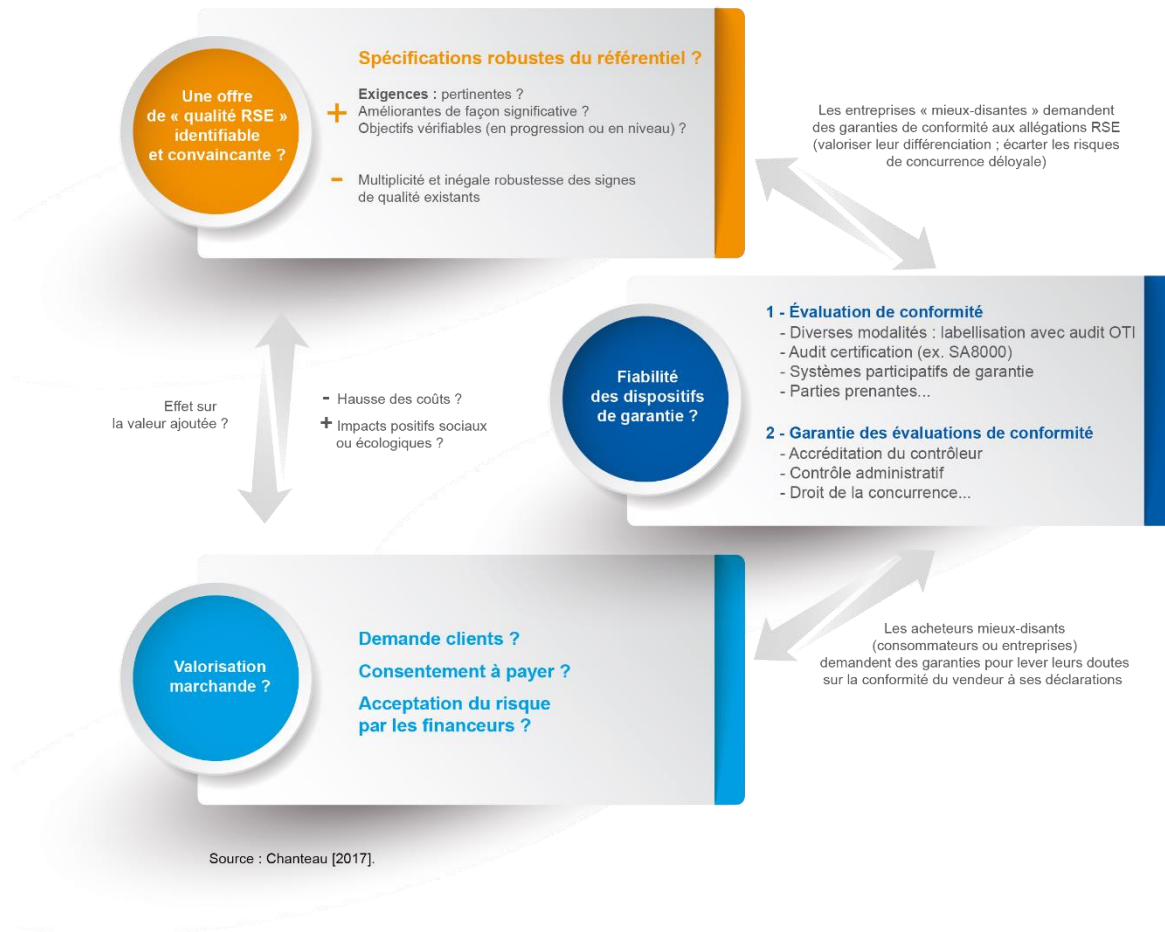 Une offre
de « qualité RSE »
identifiable
et convaincante ?
Spécifications robustes du référentiel ?
+ Exigences : pertinentes ?
Améliorantes de façon significative ?
Objectifs vérifiables (en progression ou en niveau) ?
- Multiplicité et inégale robustesse des signes
de qualité existants
Les entreprises « mieux-disantes » demandent
des garanties de conformité aux allégations RSE
(valoriser leur différenciation ; écarter les risques
de concurrence déloyale)
Fiabilité
des dispositifs
de garantie ?
1 - Évaluation de conformité
- Diverses modalités : labellisation avec audit OTI
- Audit certification (ex. SA8000)
- Systèmes participatifs de garantie
- Parties prenantes...
2 - Garantie des évaluations de conformité
- Accréditation du contrôleur
- Contrôle administratif
- Droit de la concurrence...
Effet sur
la valeur ajoutée ?
- Hausse des coûts ?
+ Impacts positifs sociaux
ou écologiques ?
Valorisation
marchande ?
Demande clients ?
Consentement à payer ?
Acceptation du risque
par les financeurs ?
Les acheteurs mieux-disants
(consommateurs ou entreprises)
demandent des garanties pour lever leurs doutes
sur la conformité du vendeur à ses déclarations
Source : Chanteau [2017].